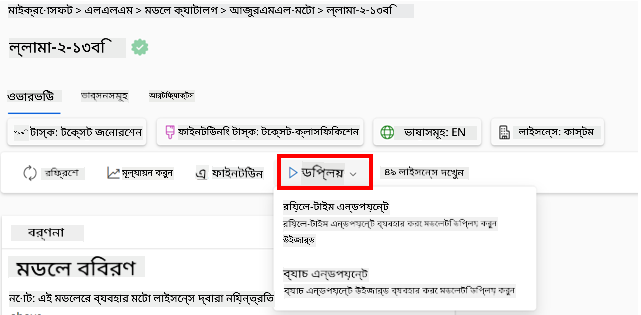 মাইক্রোসফট > এলএলএম > মডেল ক্যাটালগ > আজুরএমএল-মেটা > ল্লামা-২-১৩বি
ল্লামা-২-১৩বি
ওভারভিউ ভার্সনসমূহ আর্টিফ্যাক্টস
টাস্ক: টেক্সট জেনারেশন ফাইনটিউনিং টাস্ক: টেক্সট-ক্লাসিফিকেশন ভাষাসমূহ: EN লাইসেন্স: কাস্টম
রিফ্রেশ মূল্যায়ন করুন ফাইনটিউন ডিপ্লয় লাইসেন্স দেখুন
রিয়েল-টাইম এন্ডপয়েন্ট
রিয়েল-টাইম এন্ডপয়েন্ট ব্যবহার করে মডেলটি ডিপ্লয় করুন
উইজার্ড
ব্যাচ এন্ডপয়েন্ট
ব্যাচ এন্ডপয়েন্ট উইজার্ড ব্যবহার করে মডেলটি ডিপ্লয় করুন
বর্ণনা
মডেল বিবরণ
নোট: এই মডেলের ব্যবহার মেটা লাইসেন্স দ্বারা নিয়ন্ত্রিত